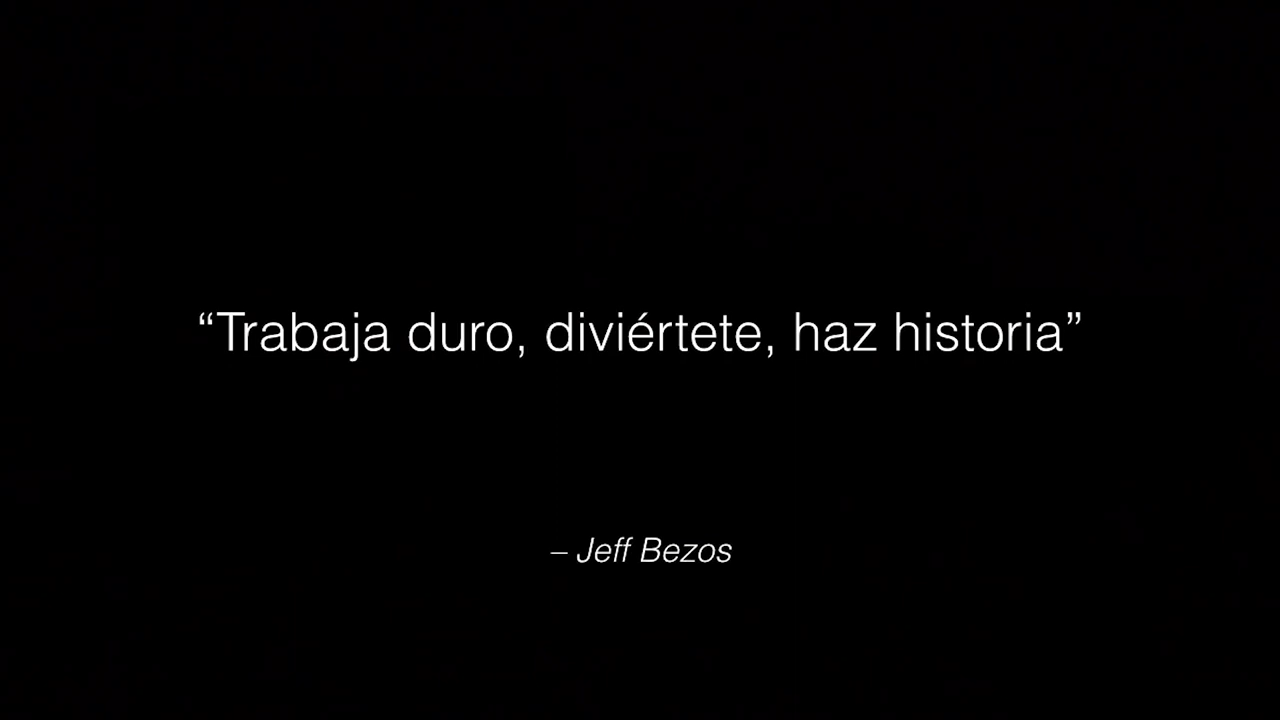 “Trabaja duro, diviértete, haz historia”
– Jeff Bezos